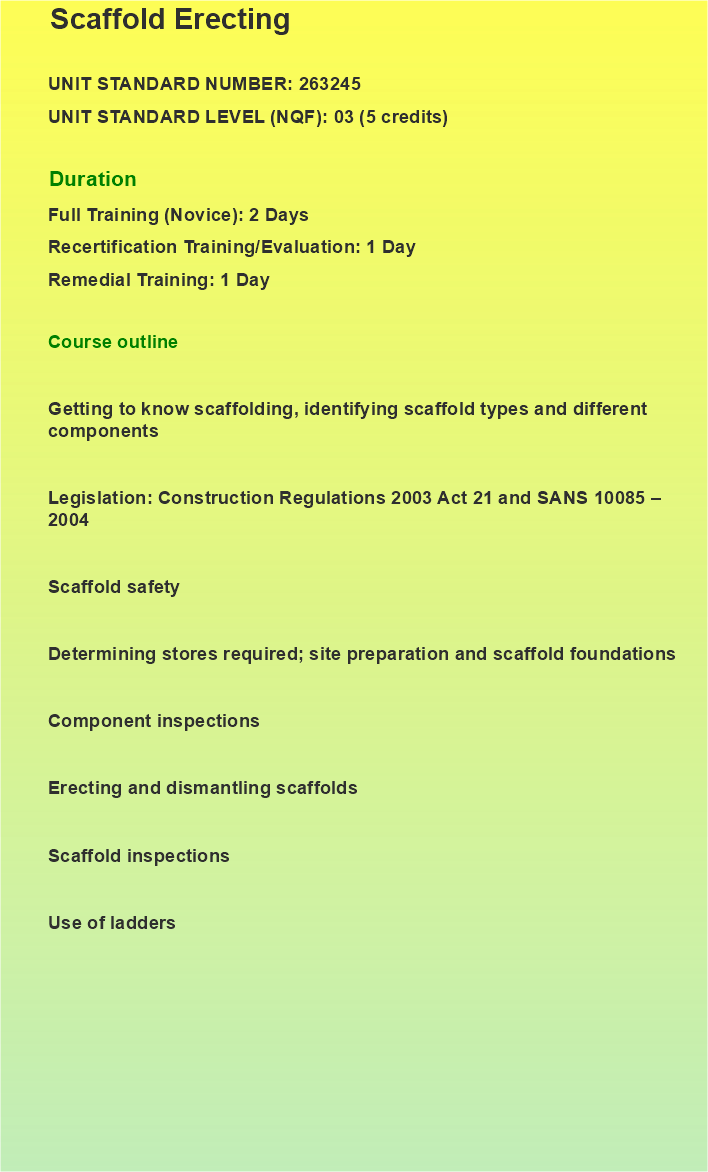 Scaffold Erecting
UNIT STANDARD NUMBER: 263245
UNIT STANDARD LEVEL (NQF): 03 (5 credits)
Duration
Full Training (Novice): 2 Days
Recertification Training/Evaluation: 1 Day
Remedial Training: 1 Day
Course outline
Getting to know scaffolding, identifying scaffold types and different
components
Legislation: Construction Regulations 2003 Act 21 and SANS 10085 –
2004
Scaffold safety
Determining stores required; site preparation and scaffold foundations
Component inspections
Erecting and dismantling scaffolds
Scaffold inspections
Use of ladders